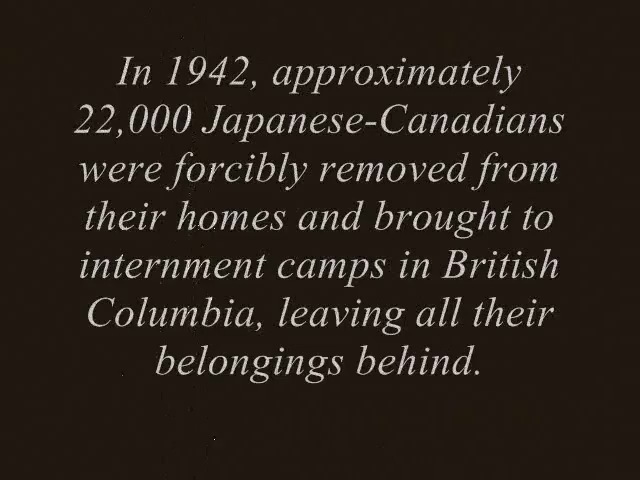 In 1942, approximately
22,000 Japanese-Canadians
were forcibly removed from
their homes and brought to
internment camps in British
Columbia, leaving all their
belongings behind.